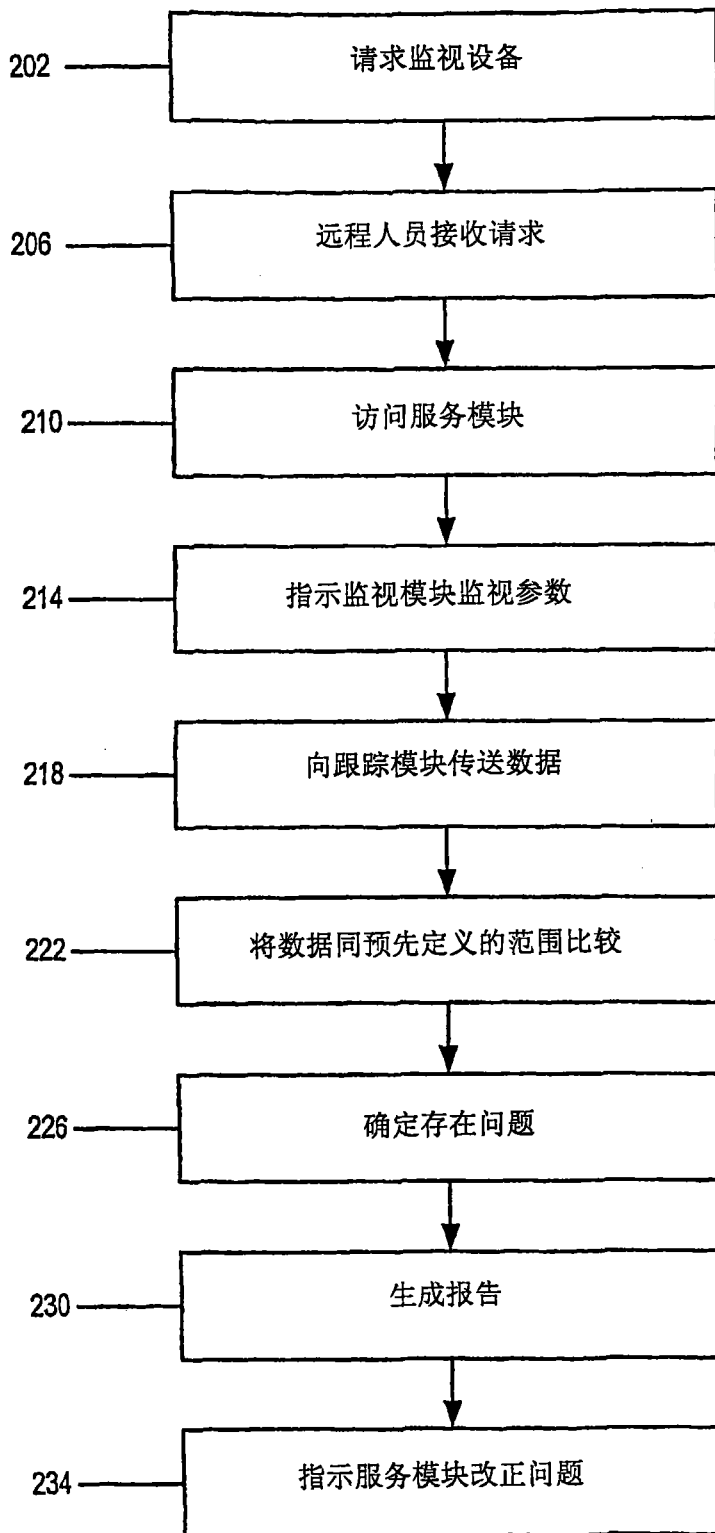 202
请求监视设备
206
远程人员接收请求
210
访问服务模块
214
指示监视模块监视参数
218
向跟踪模块传送数据
222
将数据同预先定义的范围比较
226
确定存在问题
230
生成报告
234
指示服务模块改正问题